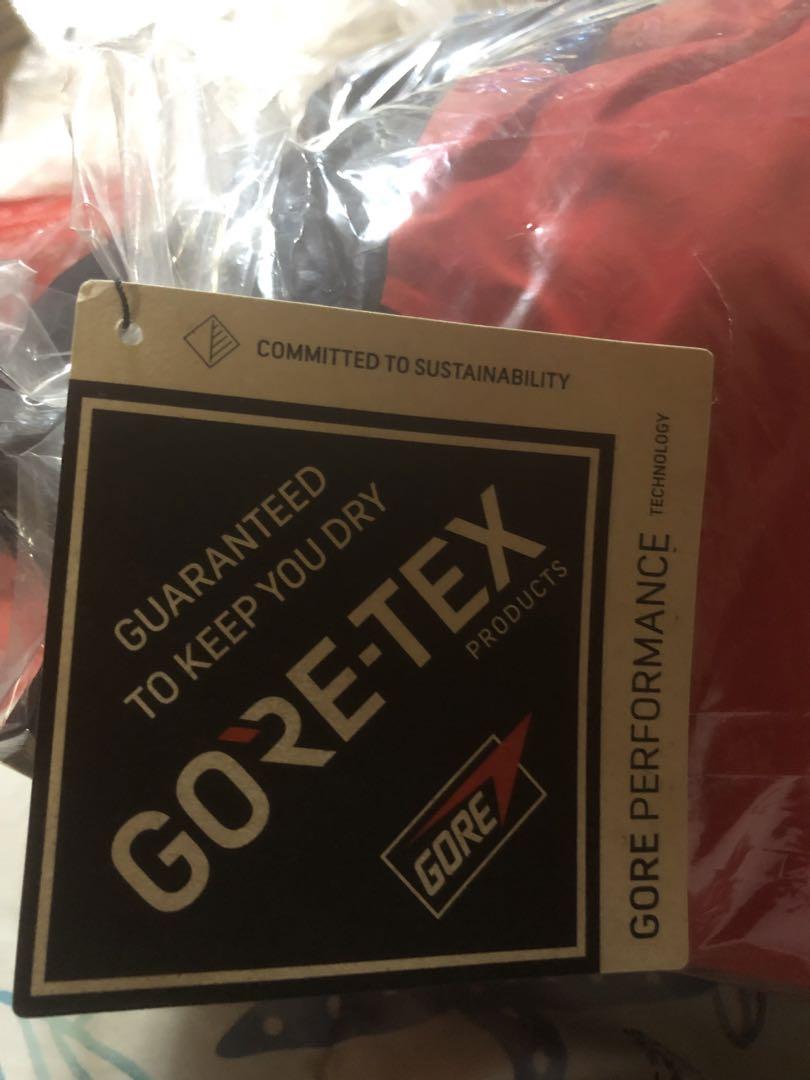 COMMITTED TO SUSTAINABILITY
GUARANTEED
TO KEEP YOU DRY
GORE-TEX
PRODUCTS
GORE
GORE PERFORMANCE TECHNOLOGY